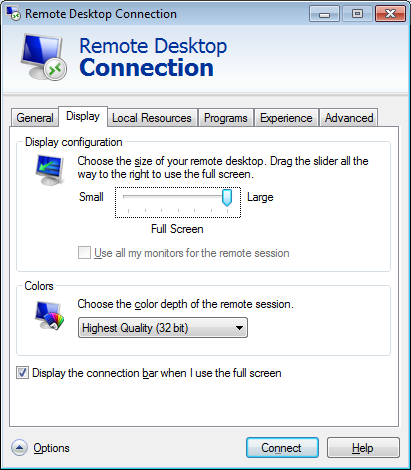 Remote Desktop Connection
Remote Desktop
Connection
General Display Local Resources Programs Experience Advanced
Display configuration
Choose the size of your remote desktop. Drag the slider all the
way to the right to use the full screen.
Small Large
Full Screen
Use all my monitors for the remote session
Colors
Choose the color depth of the remote session.
Highest Quality (32 bit)
Display the connection bar when I use the full screen
Options Connect Help